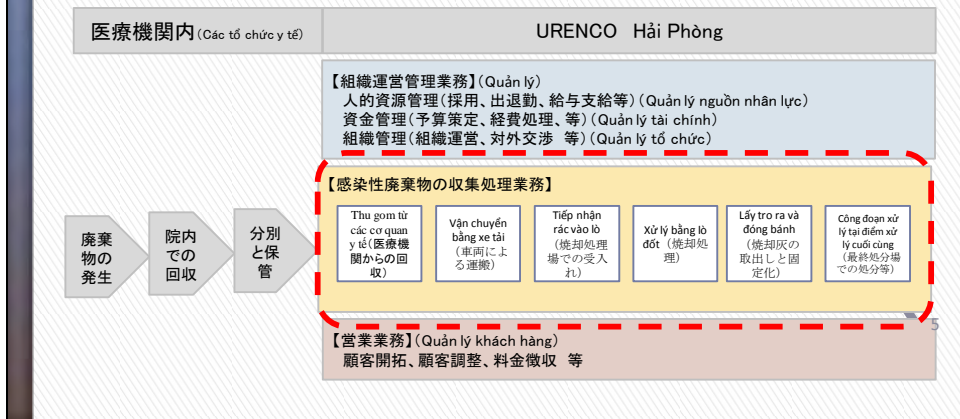 医療機関内(Các tổ chức y tế)
URENCO Hải Phòng
【組織運営管理業務】(Quản lý)
人的資源管理(採用、出退勤、給与支給等)(Quản lý nguồn nhân lực)
資金管理(予算策定、経費処理、等)(Quản lý tài chính)
組織管理(組織運営、対外交渉 等)(Quản lý tổ chức)
廃棄
物の
発生
院内
での
回収
分別
と保
管
【感染性廃棄物の収集処理業務】
Thu gom từ
các cơ quan
y tế(医療機
関からの回
収)
Vận chuyển
bằng xe tải
(車両によ
る運搬)
Tiếp nhận
rác vào lò
(焼却処理
場での受入
れ)
Xử lý bằng lò
đốt (焼却処
理)
Lấy tro ra và
đóng bánh
(焼却灰の
取出しと固
定化)
Công đoạn xử
lý tại điểm xử
lý cuối cùng
(最終処分場
での処分等)
5
【営業業務】(Quản lý khách hàng)
顧客開拓、顧客調整、料金徴収 等